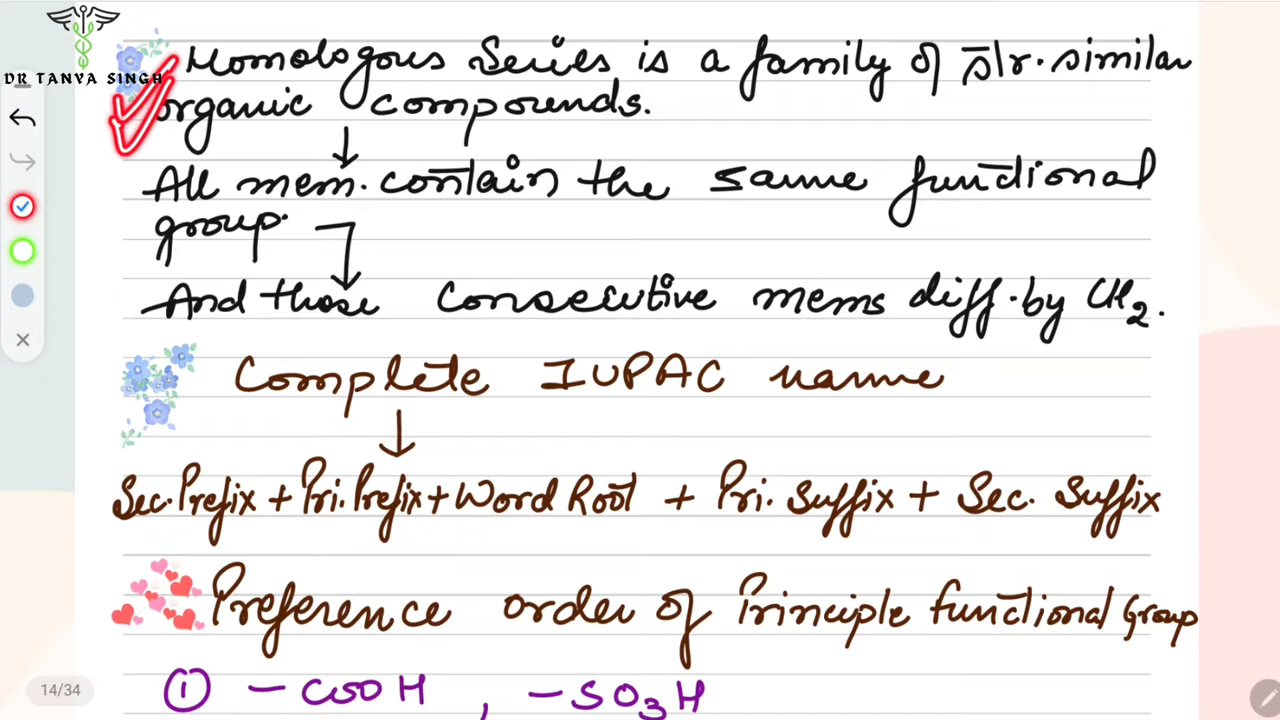 DR TANYA SINGH
Homologous Series is a family of str. similar
organic compounds.
↓
All mem. contain the same functional
group.
And those consecutive mems diff. by CH2.
Complete IUPAC name
↓
Sec. Prefix + Pri. Prefix + Word Root + Pri. Suffix + Sec. Suffix
Preference order of Principle functional Group
① – COOH , – SO3H
14/34